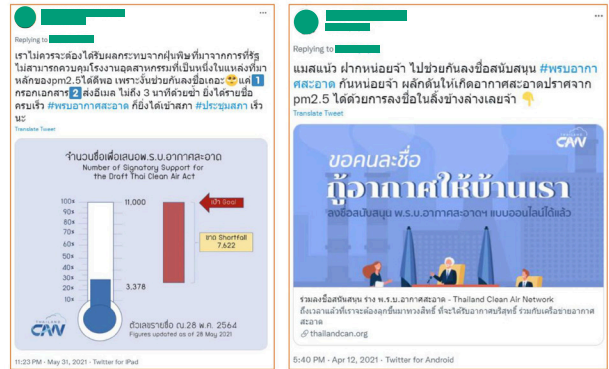 Replying to
เราไม่ควรจะต้องได้รับผลกระทบจากฝุ่นพิษที่มาจากการที่รัฐ
ไม่สามารถควบคุมโรงงานอุตสาหกรรมที่เป็นหนึ่งในแหล่งที่มา
หลักของpm2.5ได้ดีพอ เพราะงั้นช่วยกันลงชื่อเถอะ🥺แค่1️⃣
กรอกเอกสาร2️⃣ส่งอีเมล ไม่ถึง 3 นาทีด้วยซ้ำ ยิ่งได้รายชื่อ
ครบเร็ว #พรบอากาศสะอาด ก็ยิ่งได้เข้าสภา #ประชุมสภา เร็ว
นะ
Translate Tweet
จำนวนชื่อเพื่อเสนอพ.ร.บ.อากาศสะอาด
Number of Signatory Support for
the Draft Thai Clean Air Act
100%
90%
80%
70%
60%
50%
40%
30%
20%
10%
11,000
3,378
เป้า Goal
ขาด Shortfall
7,622
THAILAND
CAN
ตัวเลขรายชื่อ ณ.28 พ.ค. 2564
Figures updated as of 28 May 2021
11:23 PM · May 31, 2021 · Twitter for iPad
Replying to
แมสแน้ว ฝากหน่อยจ้า ไปช่วยกันลงชื่อสนับสนุน #พรบอากา
ศสะอาด กันหน่อยจ้า ผลักดันให้เกิดอากาศสะอาดปราศจาก
pm2.5 ได้ด้วยการลงชื่อในลิ้งข้างล่างเลยจ้า 👇
Translate Tweet
THAILAND
CAN
ขอคนละชื่อ
กู้อากาศให้บ้านเรา
ลงชื่อสนับสนุน พ.ร.บ.อากาศสะอาดฯ แบบออนไลน์ได้แล้ว
ร่วมลงชื่อสนับสนุน ร่าง พ.ร.บ.อากาศสะอาด - Thailand Clean Air Network
ถึงเวลาแล้วที่เราจะต้องลุกขึ้นมาทวงสิทธิ์ ที่จะได้รับอากาศบริสุทธิ์ ร่วมกับเครือข่ายอากาศ
สะอาด
thailandcan.org
5:40 PM · Apr 12, 2021 · Twitter for Android